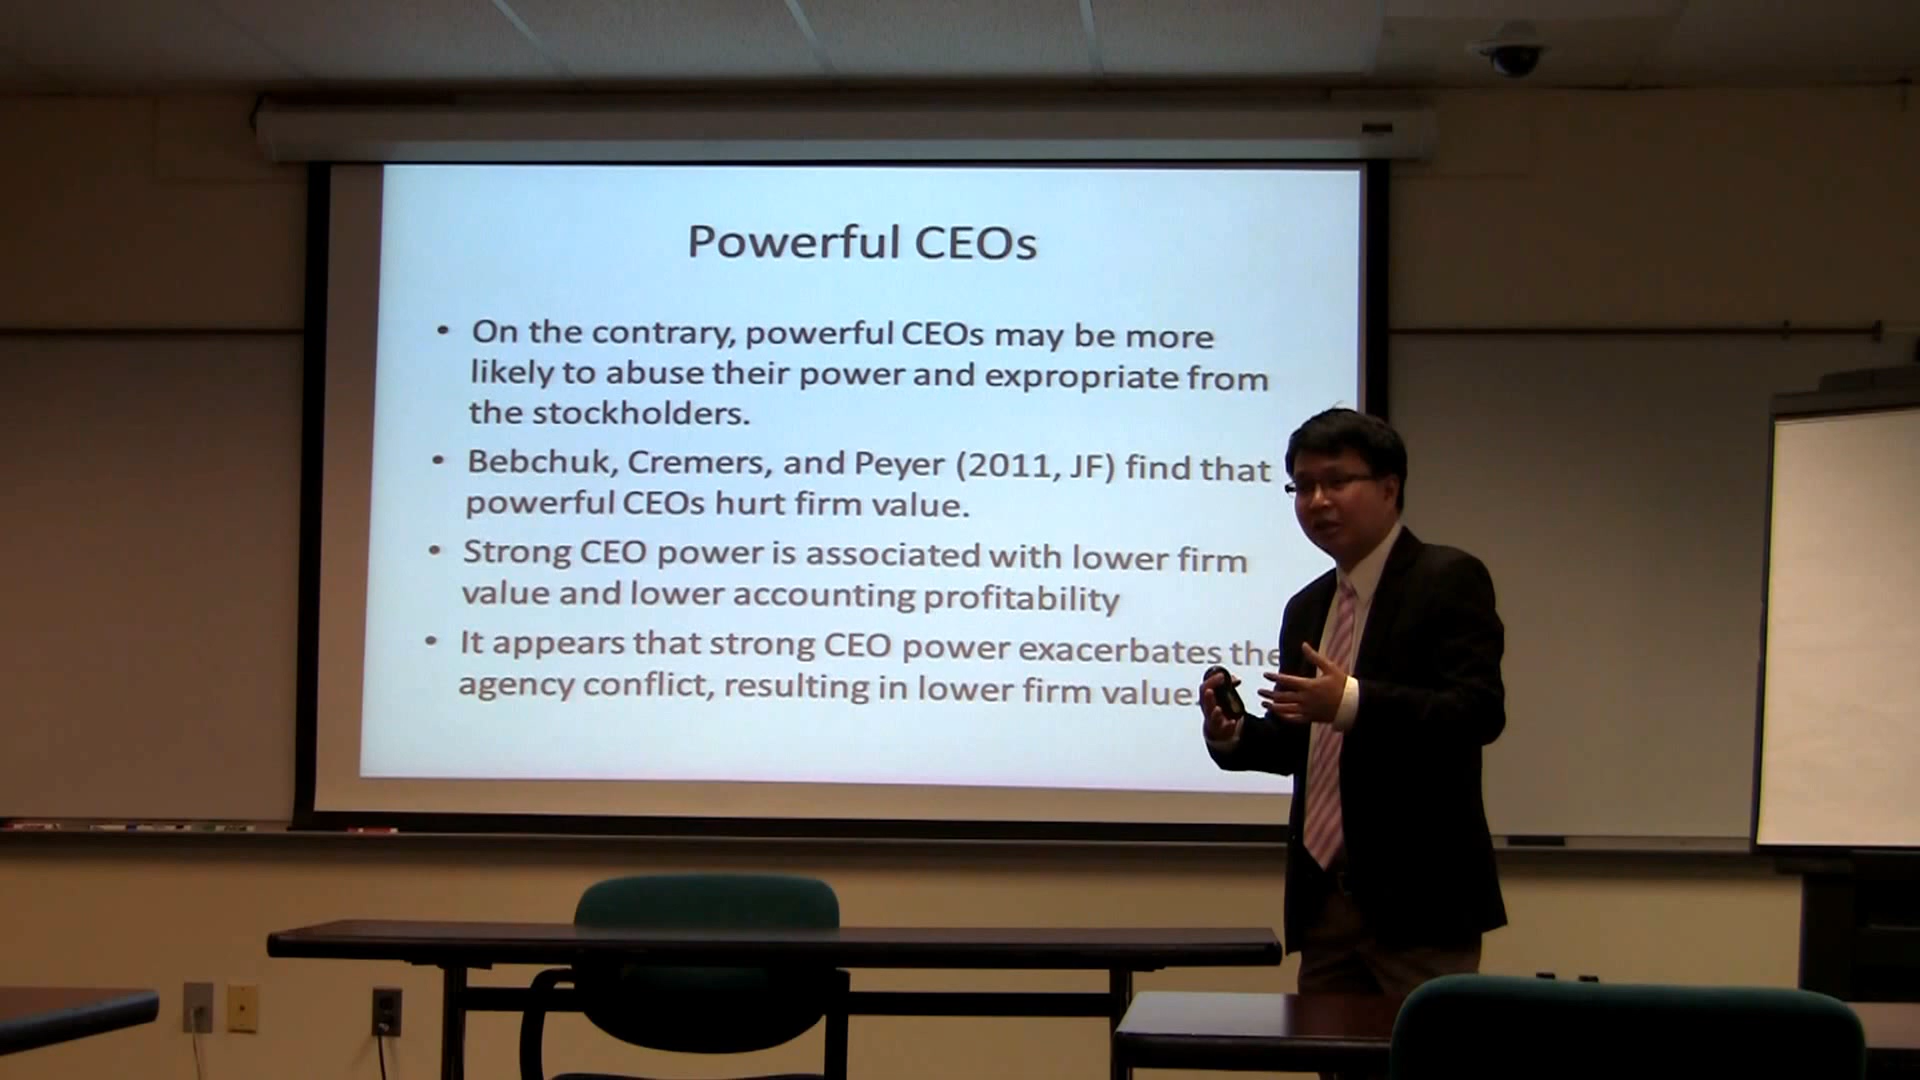 Powerful CEOs
• On the contrary, powerful CEOs may be more
likely to abuse their power and expropriate from
the stockholders.
• Bebchuk, Cremers, and Peyer (2011, JF) find that
powerful CEOs hurt firm value.
• Strong CEO power is associated with lower firm
value and lower accounting profitability
• It appears that strong CEO power exacerbates the
agency conflict, resulting in lower firm value.